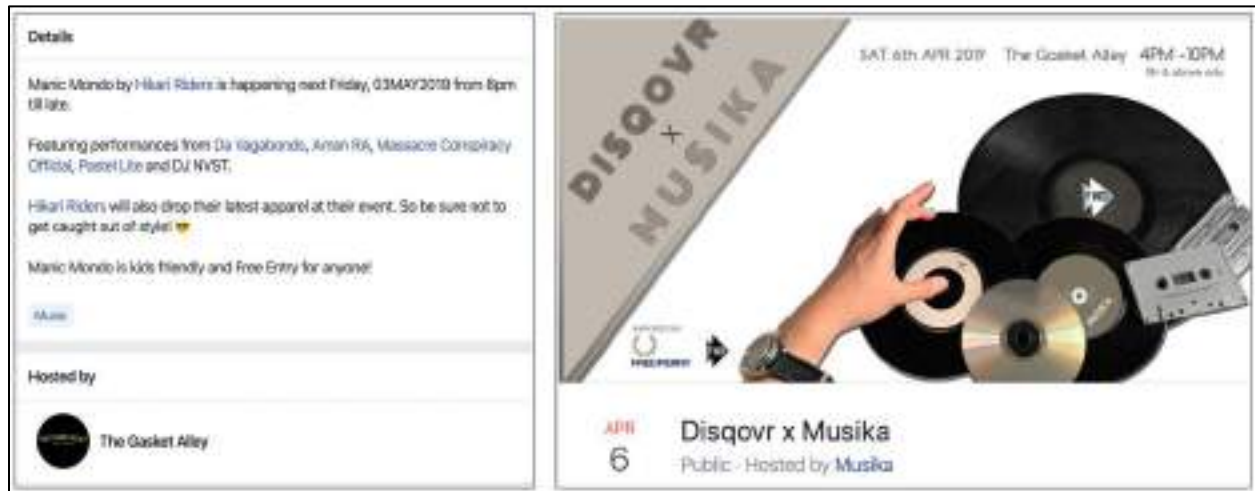 Details
Manic Mondo by Hikari Riders is happening next Friday, 03MAY2019 from 8pm
till late.
Featuring performances from Da Vagabonds, Aman RA, Massacre Conspiracy
Official, Pastel Lite and DJ NVST.
Hikari Riders will also drop their latest apparel at their event. So be sure not to
get caught out of style! 😎
Manic Mondo is kids friendly and Free Entry for anyone!
Music
Hosted by
The Gasket Alley
DISQOVR
X
MUSIKA
SAT 6th APR 2019 The Gasket Alley 4PM -10PM
& above only
FRED PERRY
APR
6
Disqovr x Musika
Public · Hosted by Musika